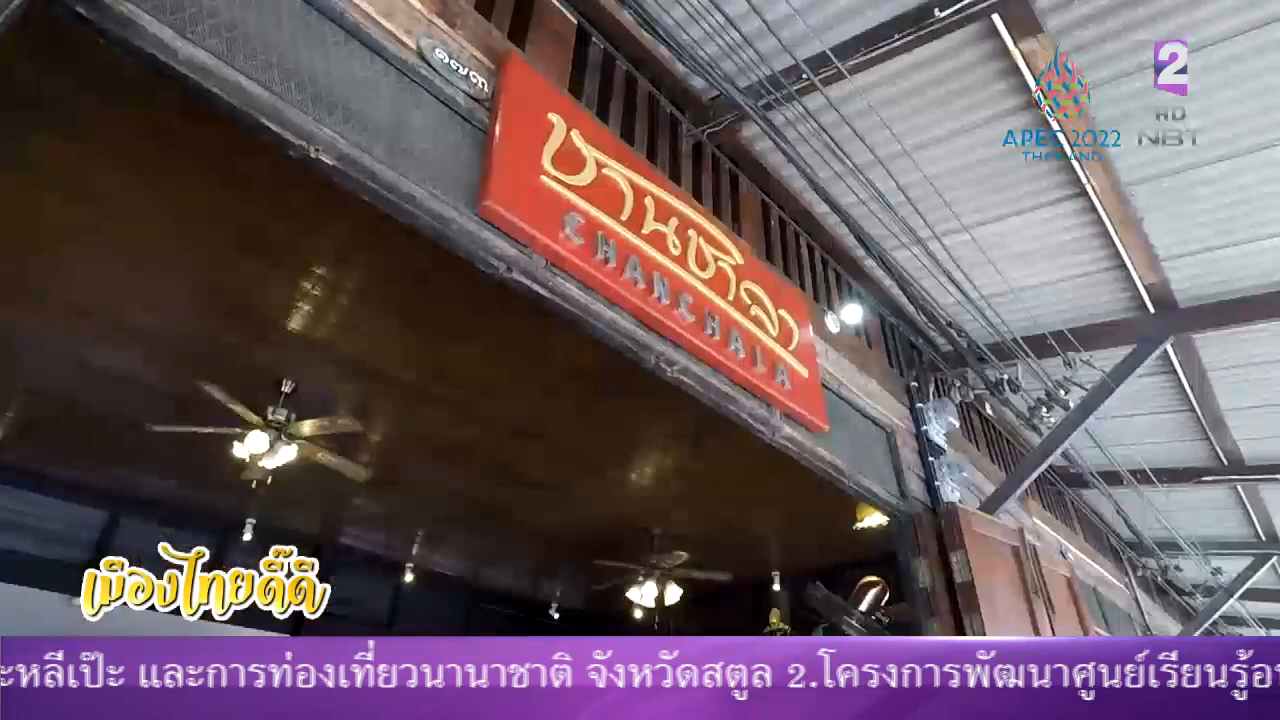 ๑๗๓
ชานชาลา
CHANCHALA
APEC 2022
THAILAND
2
HD
NBT
เมืองไทยดี๊ดี
ะหลีเป๊ะ และการท่องเที่ยวนานาชาติ จังหวัดสตูล 2.โครงการพัฒนาศูนย์เรียนรู้อ